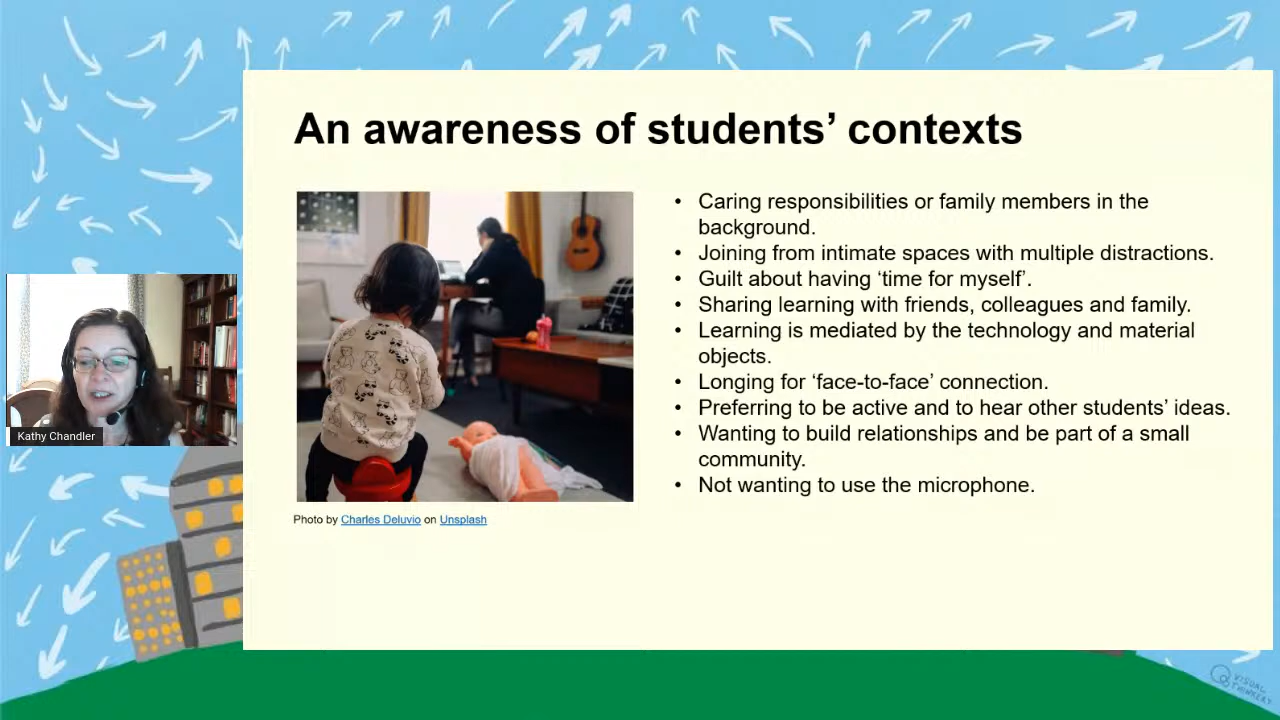 An awareness of students’ contexts
• Caring responsibilities or family members in the
background.
• Joining from intimate spaces with multiple distractions.
• Guilt about having ‘time for myself’.
• Sharing learning with friends, colleagues and family.
• Learning is mediated by the technology and material
objects.
• Longing for ‘face-to-face’ connection.
• Preferring to be active and to hear other students’ ideas.
• Wanting to build relationships and be part of a small
community.
• Not wanting to use the microphone.
Photo by Charles Deluvio on Unsplash
Kathy Chandler
VISUAL
THINKERY